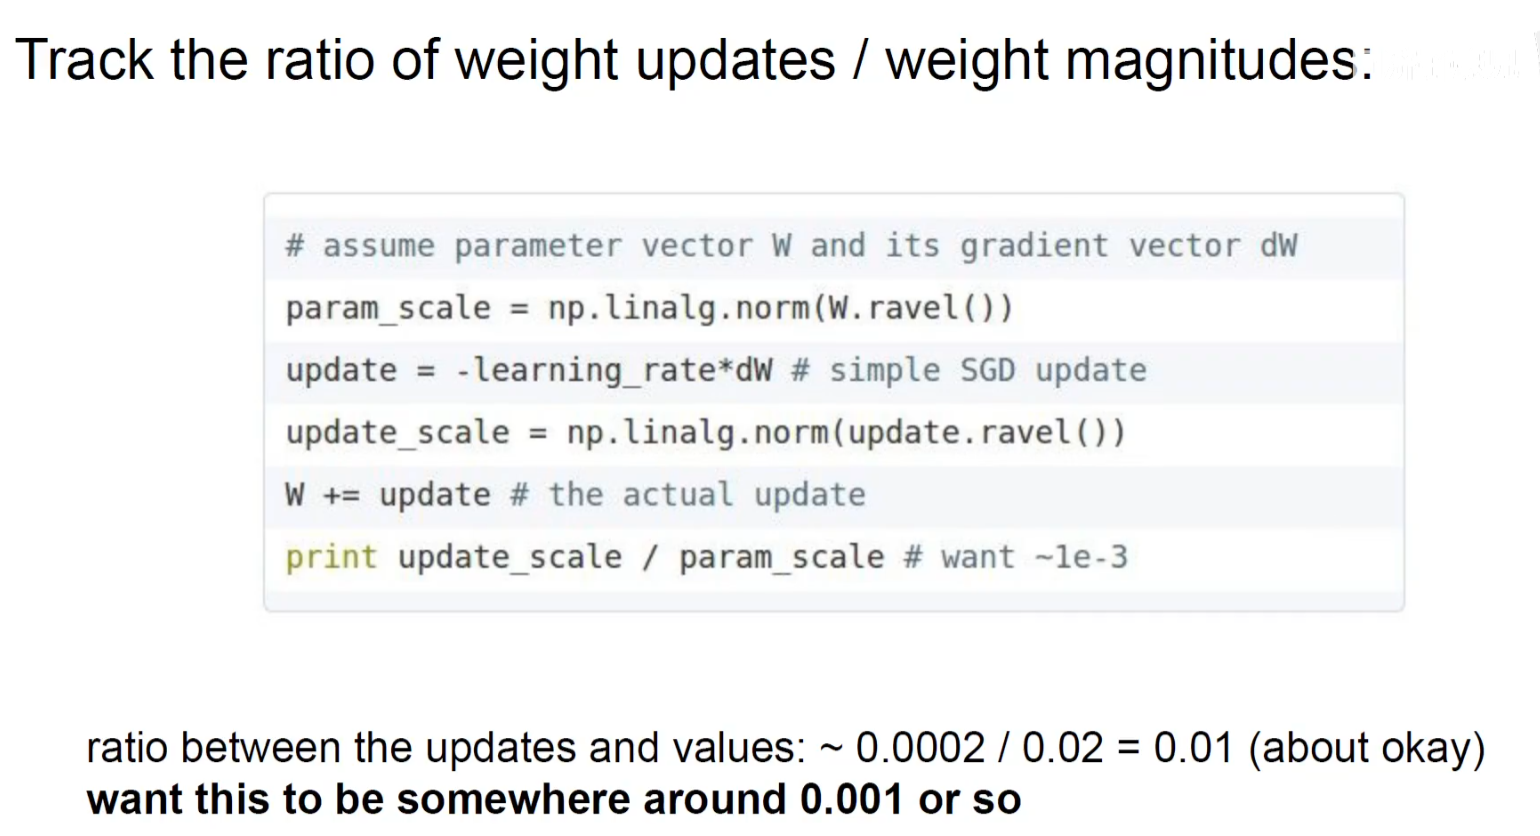 Track the ratio of weight updates / weight magnitudes:
# assume parameter vector W and its gradient vector dW
param_scale = np.linalg.norm(W.ravel())
update = -learning_rate*dW # simple SGD update
update_scale = np.linalg.norm(update.ravel())
W += update # the actual update
print update_scale / param_scale # want ~1e-3
ratio between the updates and values: ~ 0.0002 / 0.02 = 0.01 (about okay)
want this to be somewhere around 0.001 or so